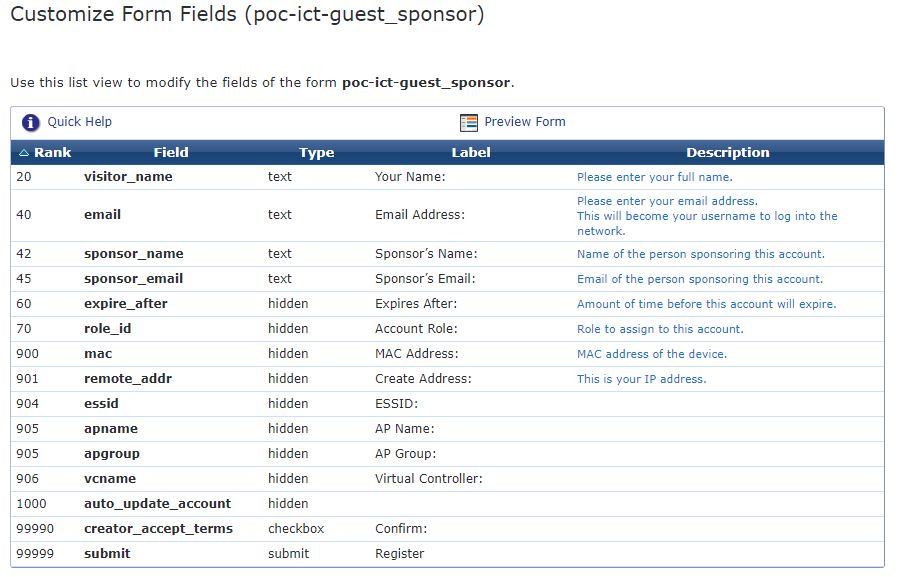 Customize Form Fields (poc-ict-guest_sponsor)
Use this list view to modify the fields of the form poc-ict-guest_sponsor.
Quick Help Preview Form
Rank Field Type Label Description
20 visitor_name text Your Name: Please enter your full name.
40 email text Email Address: Please enter your email address.
This will become your username to log into the
network.
42 sponsor_name text Sponsor’s Name: Name of the person sponsoring this account.
45 sponsor_email text Sponsor’s Email: Email of the person sponsoring this account.
60 expire_after hidden Expires After: Amount of time before this account will expire.
70 role_id hidden Account Role: Role to assign to this account.
900 mac hidden MAC Address: MAC address of the device.
901 remote_addr hidden Create Address: This is your IP address.
904 essid hidden ESSID:
905 apname hidden AP Name:
905 apgroup hidden AP Group:
906 vcname hidden Virtual Controller:
1000 auto_update_account hidden
99990 creator_accept_terms checkbox Confirm:
99999 submit submit Register